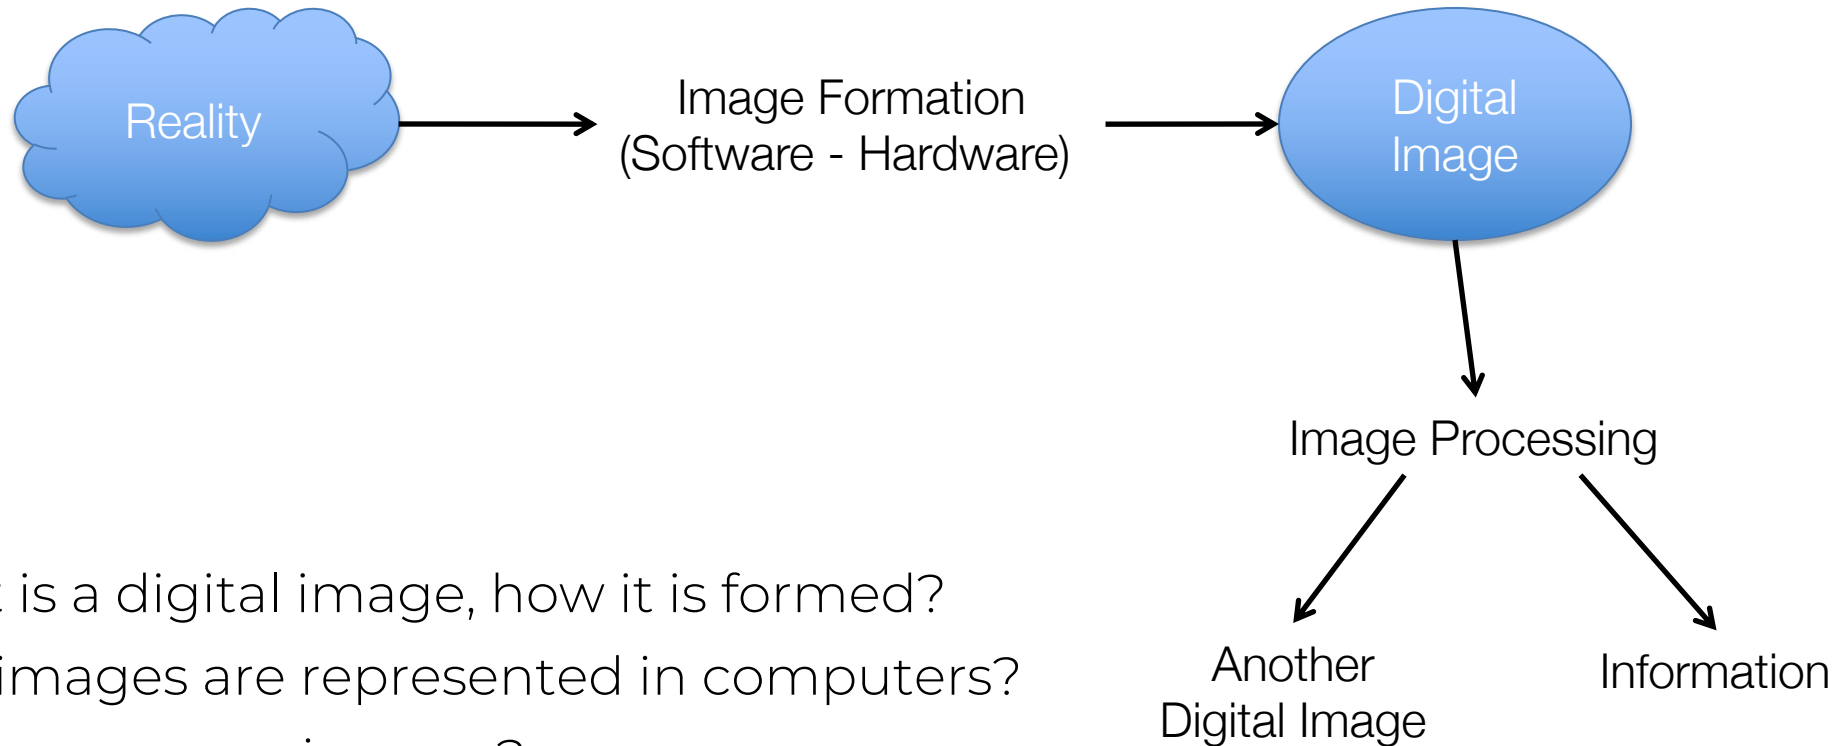 Reality
Image Formation
(Software - Hardware)
Digital
Image
Image Processing
Another
Digital Image
Information
is a digital image, how it is formed?
images are represented in computers?